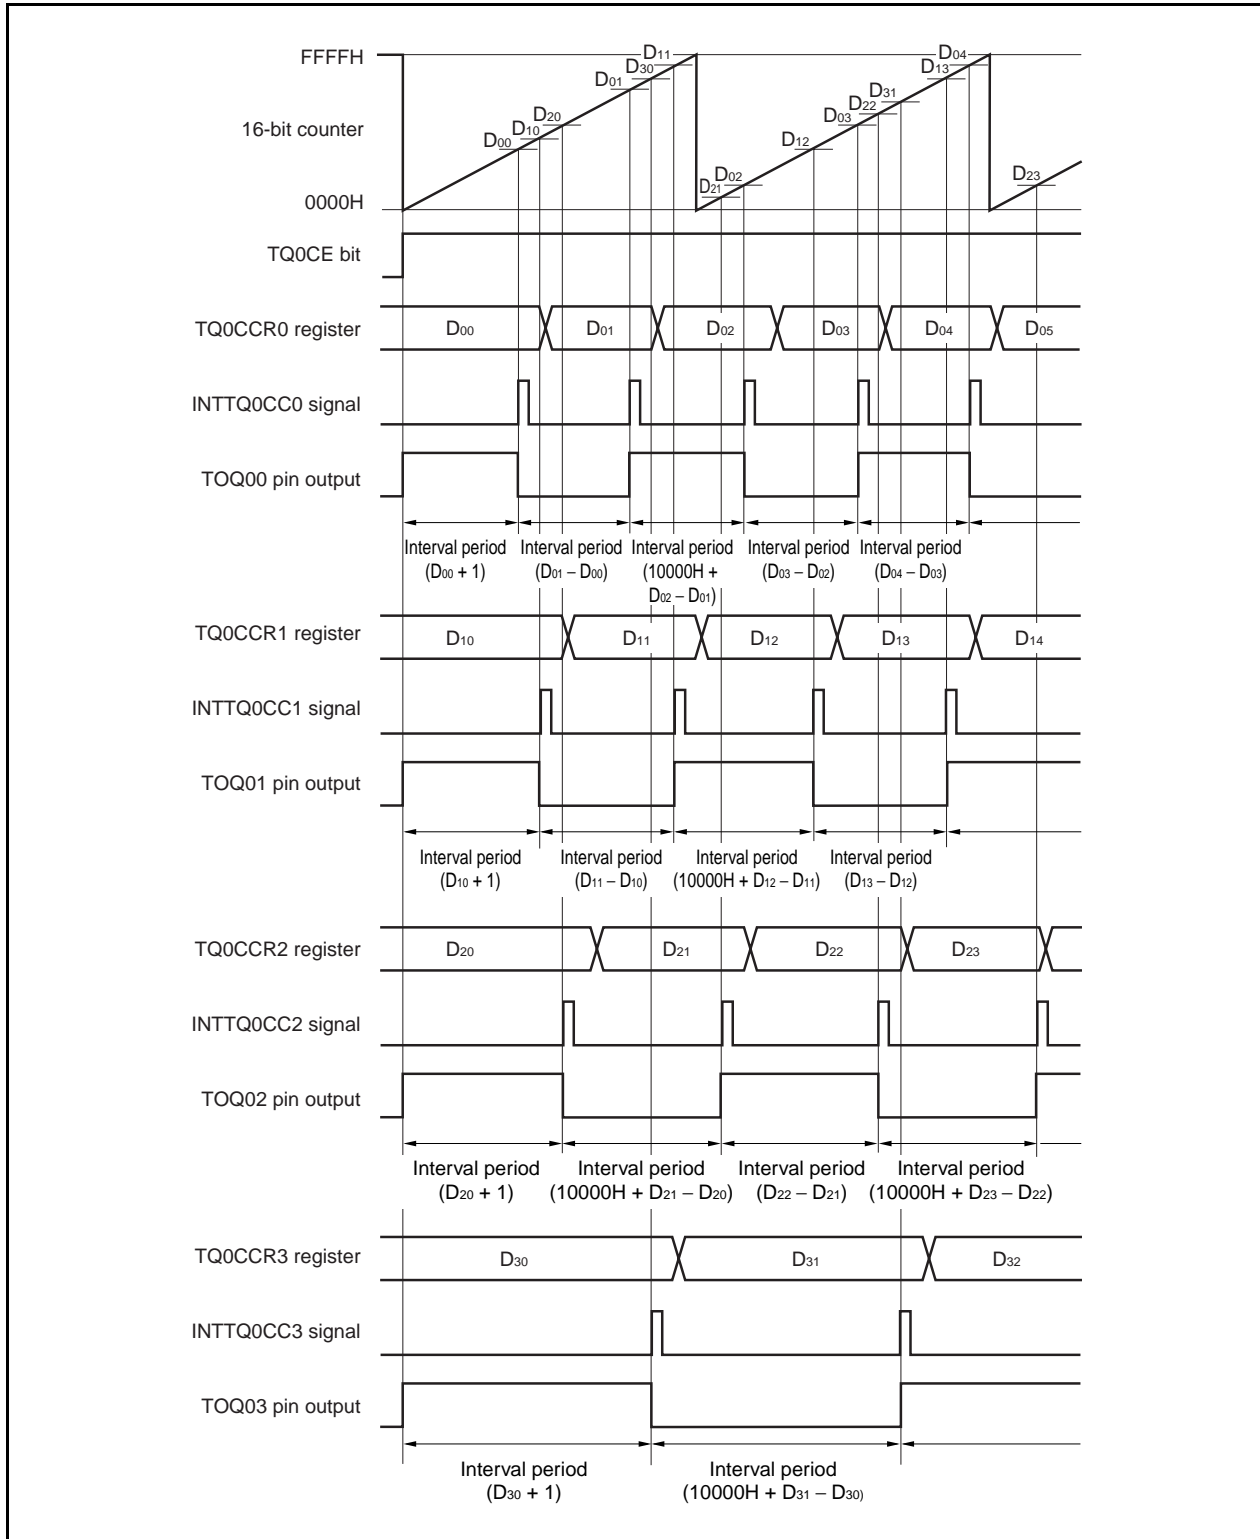 FFFFH
16-bit counter
0000H
D00
D10
D20
D01
D30
D11
D21
D02
D12
D03
D22
D31
D13
D04
D23
TQ0CE bit
TQ0CCR0 register
D00 D01 D02 D03 D04 D05
INTTQ0CC0 signal
TOQ00 pin output
Interval period
(D00 + 1)
Interval period
(D01 – D00)
Interval period
(10000H +
D02 – D01)
Interval period
(D03 – D02)
Interval period
(D04 – D03)
TQ0CCR1 register
D10 D11 D12 D13 D14
INTTQ0CC1 signal
TOQ01 pin output
Interval period
(D10 + 1)
Interval period
(D11 – D10)
Interval period
(10000H + D12 – D11)
Interval period
(D13 – D12)
TQ0CCR2 register
D20 D21 D22 D23
INTTQ0CC2 signal
TOQ02 pin output
Interval period
(D20 + 1)
Interval period
(10000H + D21 – D20)
Interval period
(D22 – D21)
Interval period
(10000H + D23 – D22)
TQ0CCR3 register
D30 D31 D32
INTTQ0CC3 signal
TOQ03 pin output
Interval period
(D30 + 1)
Interval period
(10000H + D31 – D30)